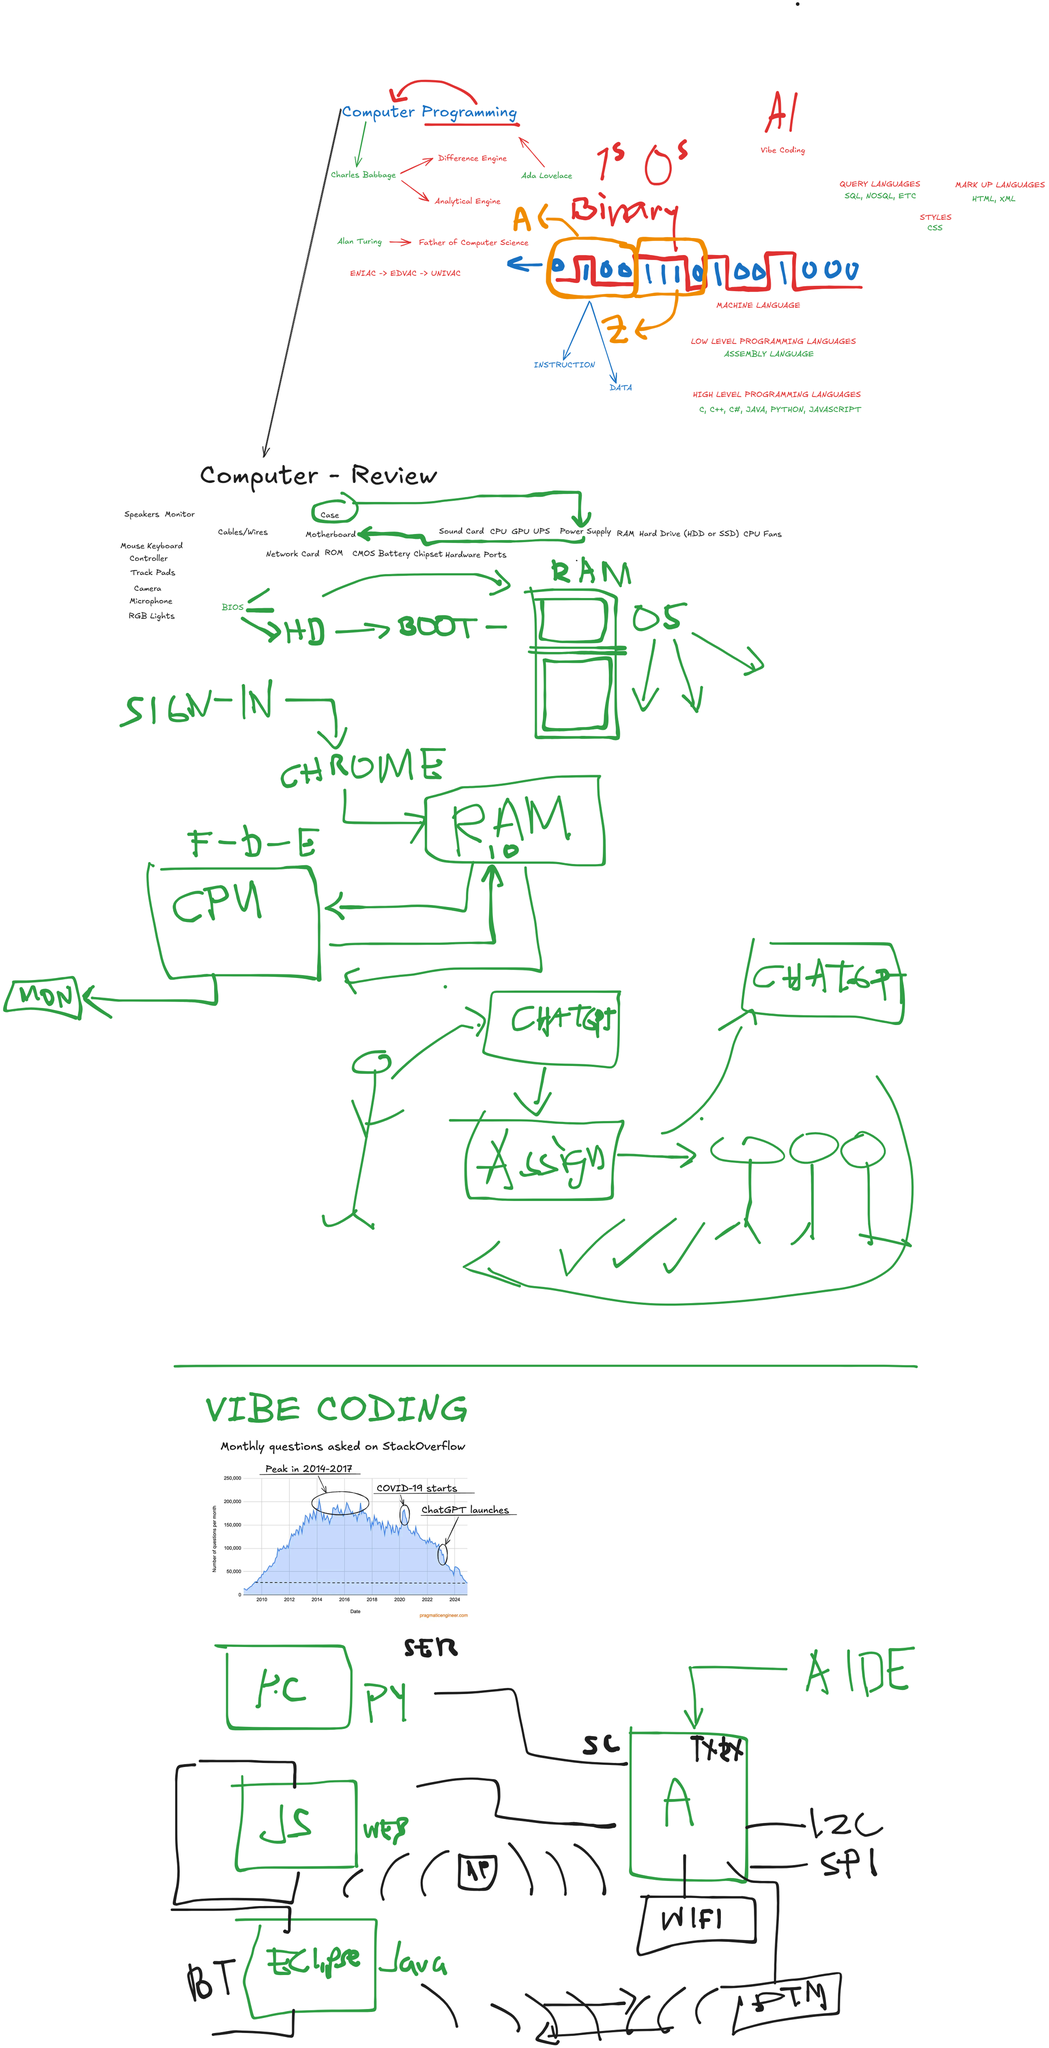 Computer Programming
AI
Vibe Coding
Difference Engine
Charles Babbage
Ada Lovelace
Analytical Engine
1s 0s
Binary
A
QUERY LANGUAGES
SQL, NOSQL, ETC
MARK UP LANGUAGES
HTML, XML
STYLES
CSS
Alan Turing
Father of Computer Science
ENIAC -> EDVAC -> UNIVAC
0100111010010000
MACHINE LANGUAGE
Z
LOW LEVEL PROGRAMMING LANGUAGES
ASSEMBLY LANGUAGE
INSTRUCTION
DATA
HIGH LEVEL PROGRAMMING LANGUAGES
C, C++, C#, JAVA, PYTHON, JAVASCRIPT
Computer - Review
Speakers Monitor
Case
Cables/Wires
Motherboard
Sound Card CPU GPU UPS Power Supply RAM Hard Drive (HDD or SSD) CPU Fans
Mouse Keyboard
Controller
Network Card ROM CMOS Battery Chipset Hardware Ports
Track Pads
Camera
Microphone
RGB Lights
BIOS
HD
BOOT
RAM
OS
SIGN-IN
CHROME
RAM
10
F-D-E
CPU
MON
CHATGPT
CHATGPT
Assign
VIBE CODING
Monthly questions asked on StackOverflow
Peak in 2014-2017
COVID-19 starts
ChatGPT launches
Number of questions per month
250,000
200,000
150,000
100,000
50,000
0
2010 2012 2014 2016 2018 2020 2022 2024
Date
pragmaticengineer.com
SER
PC
PY
AIDE
SC
A
JS
WEB
AP
I2C
SPI
WIFI
BT
Eclipse
Java